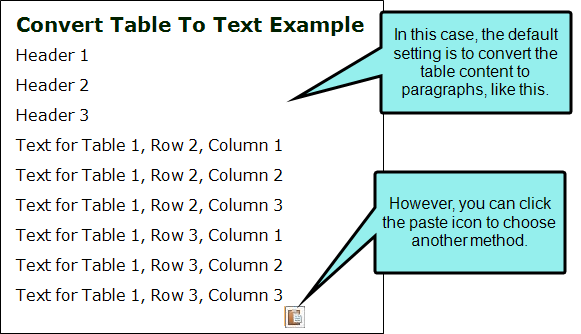 Convert Table To Text Example
Header 1
Header 2
Header 3
Text for Table 1, Row 2, Column 1
Text for Table 1, Row 2, Column 2
Text for Table 1, Row 2, Column 3
Text for Table 1, Row 3, Column 1
Text for Table 1, Row 3, Column 2
Text for Table 1, Row 3, Column 3
In this case, the default
setting is to convert the
table content to
paragraphs, like this.
However, you can click
the paste icon to choose
another method.